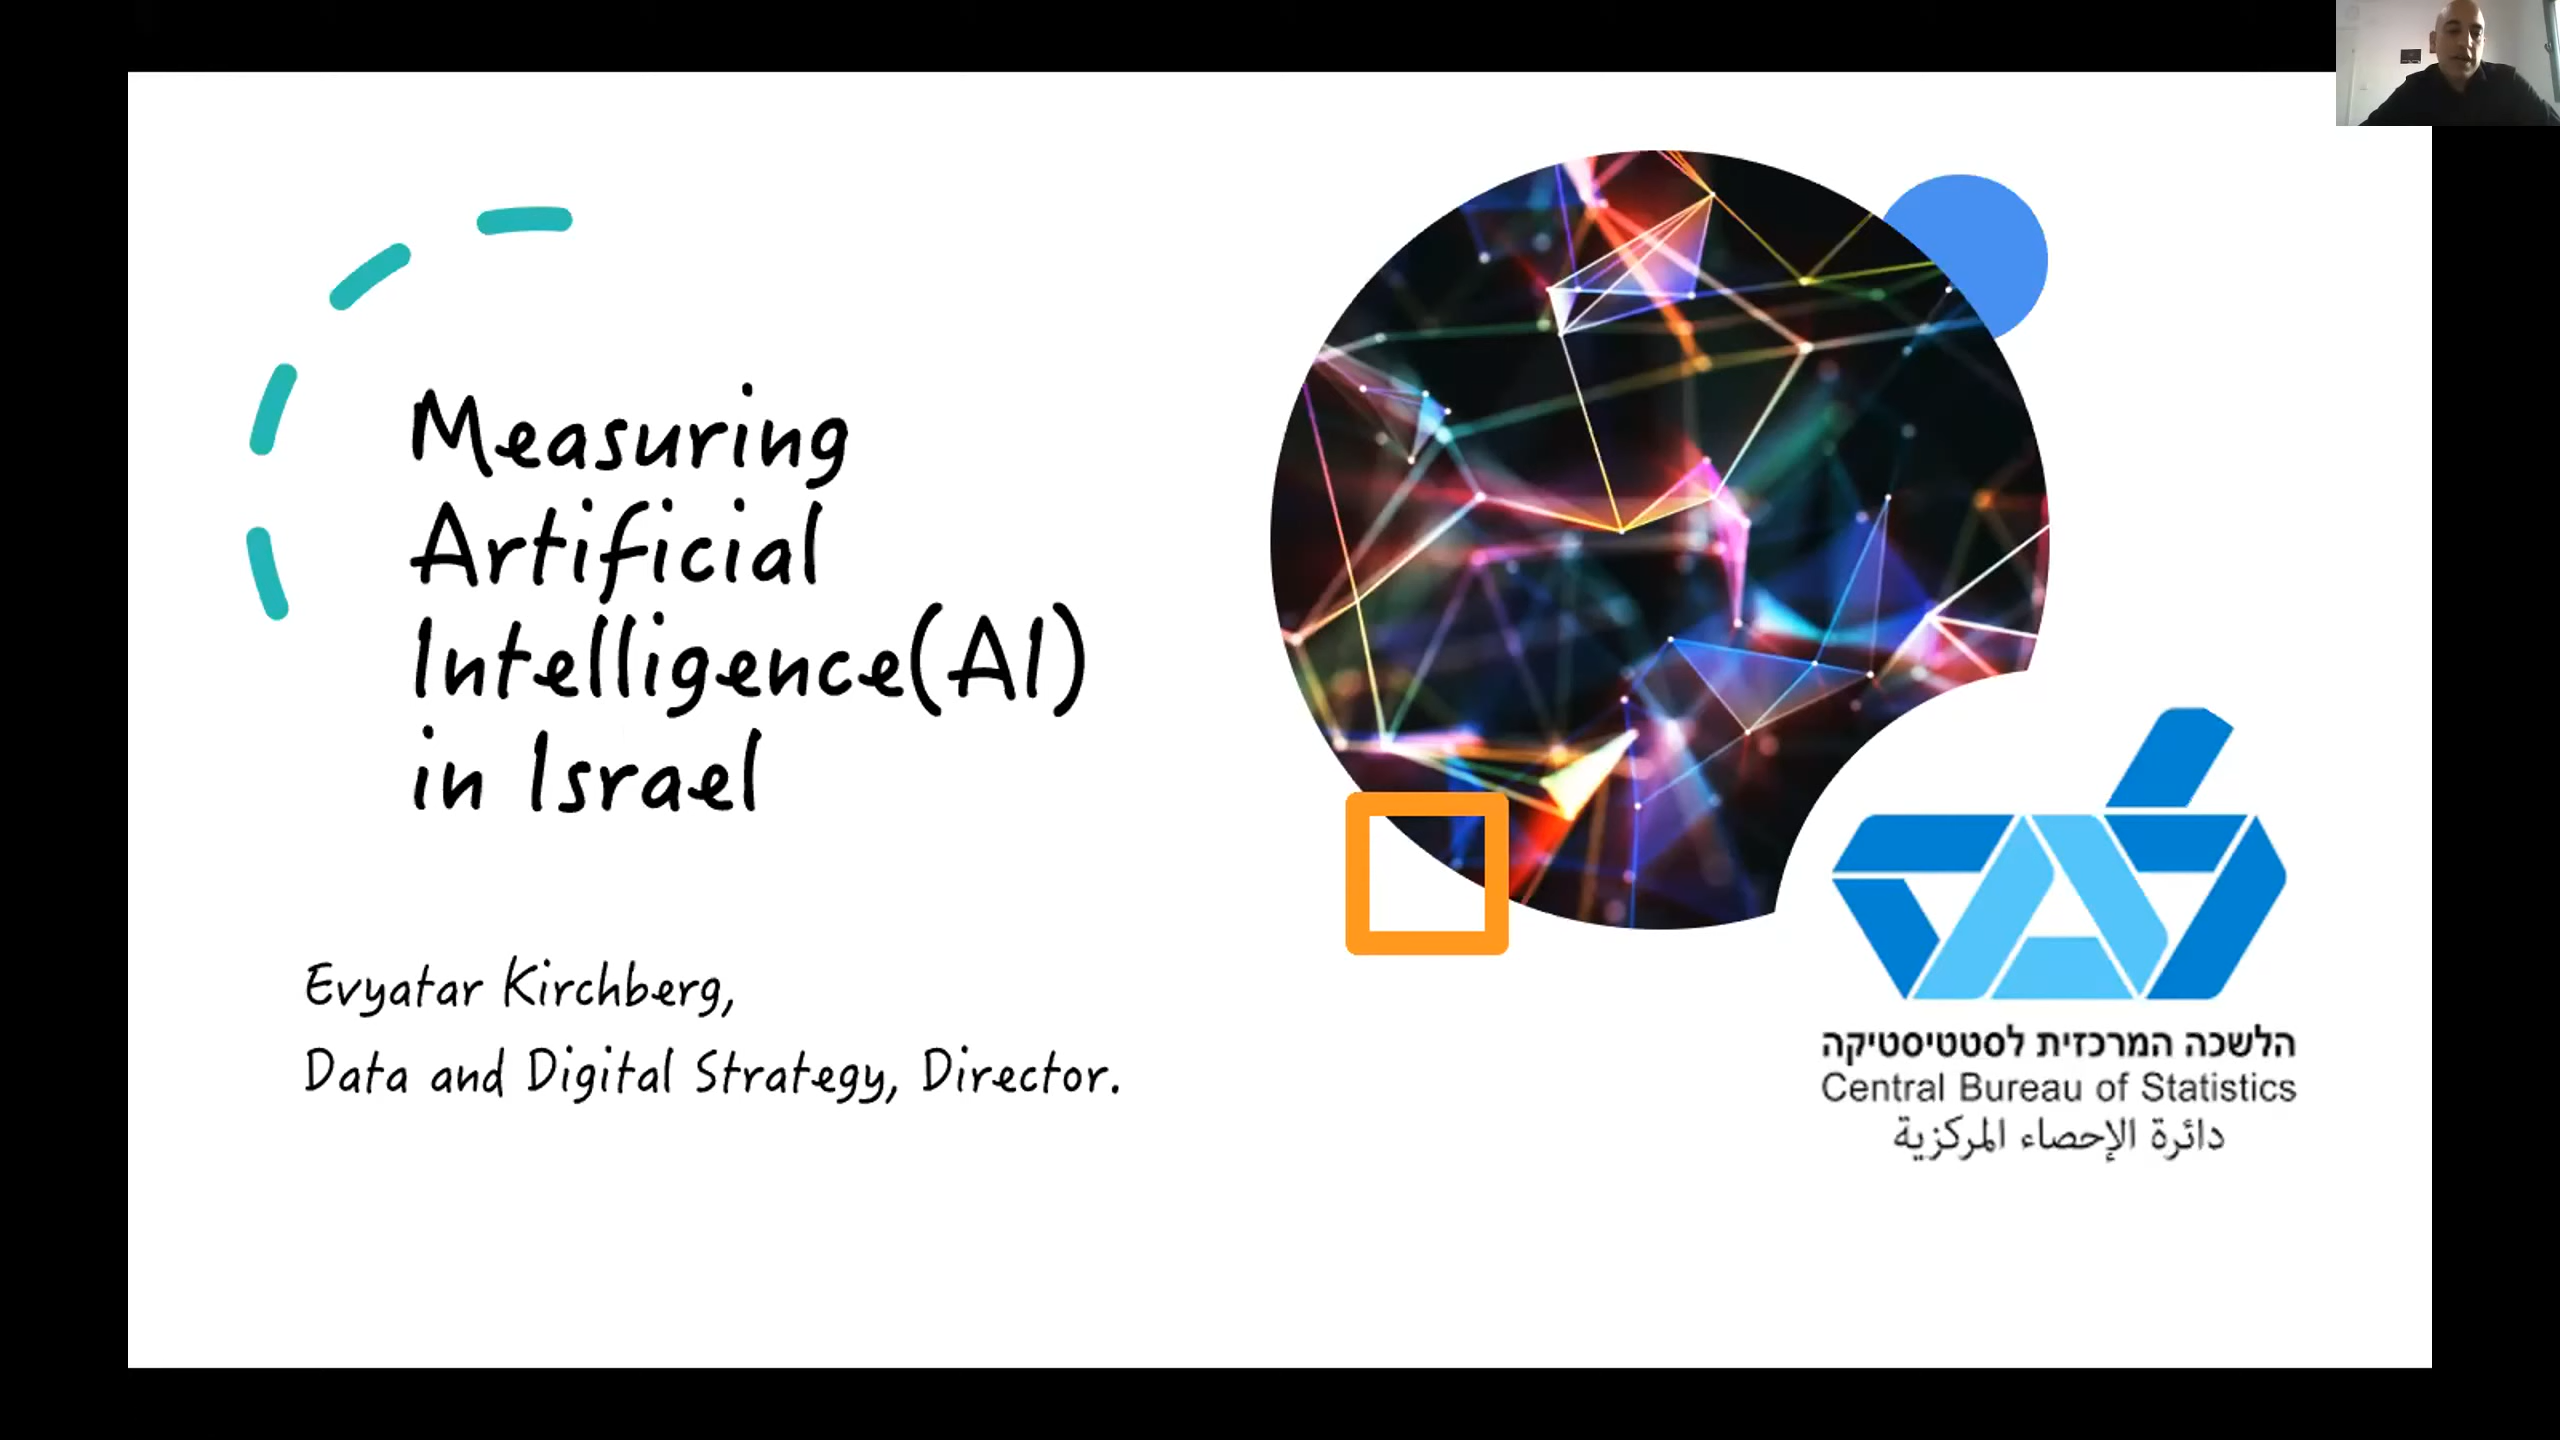 Measuring
Artificial
Intelligence(AI)
in Israel
Evyatar Kirchberg,
Data and Digital Strategy, Director.
הלשכה המרכזית לסטטיסטיקה
Central Bureau of Statistics
دائرة الإحصاء المركزية